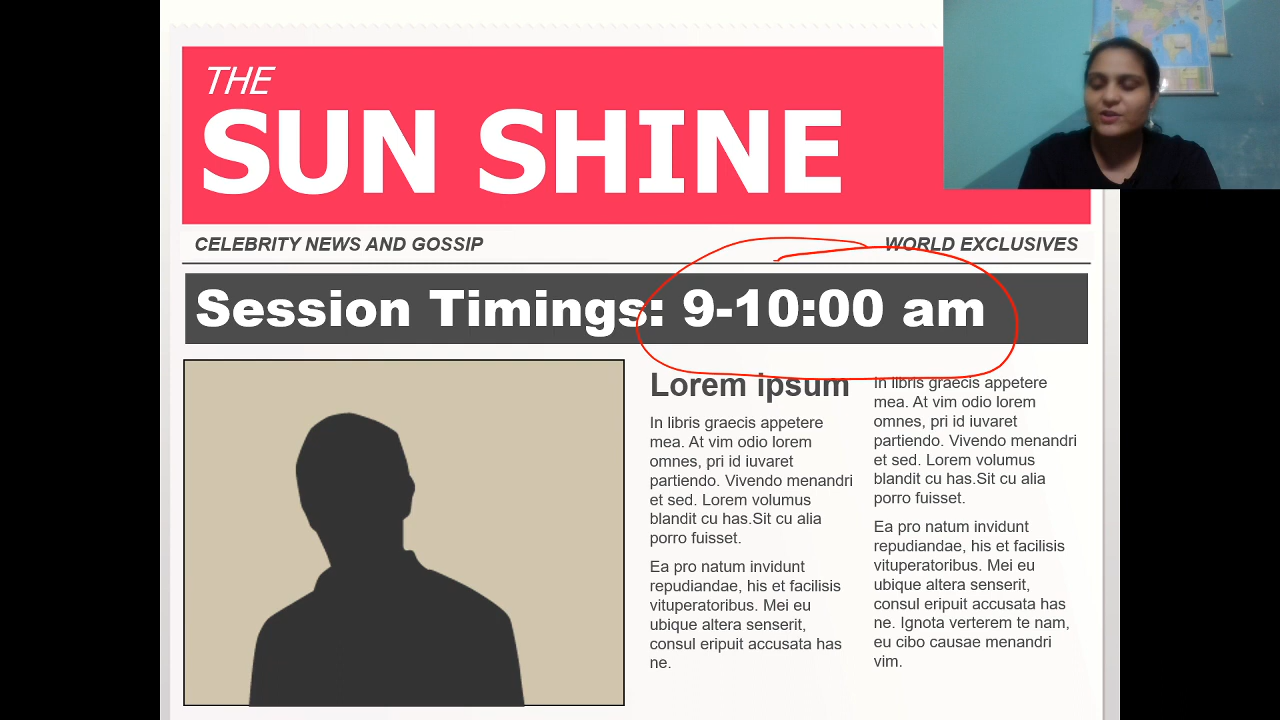 THE
SUN SHINE
CELEBRITY NEWS AND GOSSIP
WORLD EXCLUSIVES
Session Timings: 9-10:00 am
Lorem ipsum
In libris graecis appetere
mea. At vim odio lorem
omnes, pri id iuvaret
partiendo. Vivendo menandri
et sed. Lorem volumus
blandit cu has.Sit cu alia
porro fuisset.
Ea pro natum invidunt
repudiandae, his et facilisis
vituperatoribus. Mei eu
ubique altera senserit,
consul eripuit accusata has
ne.
In libris graecis appetere
mea. At vim odio lorem
omnes, pri id iuvaret
partiendo. Vivendo menandri
et sed. Lorem volumus
blandit cu has.Sit cu alia
porro fuisset.
Ea pro natum invidunt
repudiandae, his et facilisis
vituperatoribus. Mei eu
ubique altera senserit,
consul eripuit accusata has
ne. Ignota verterem te nam,
eu cibo causae menandri
vim.